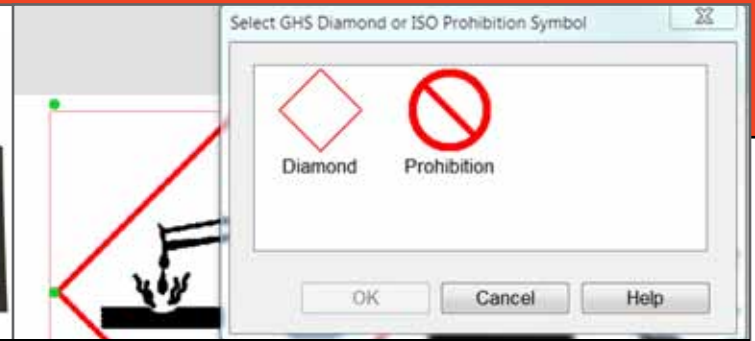 Select GHS Diamond or ISO Prohibition Symbol
Diamond Prohibition
OK Cancel Help